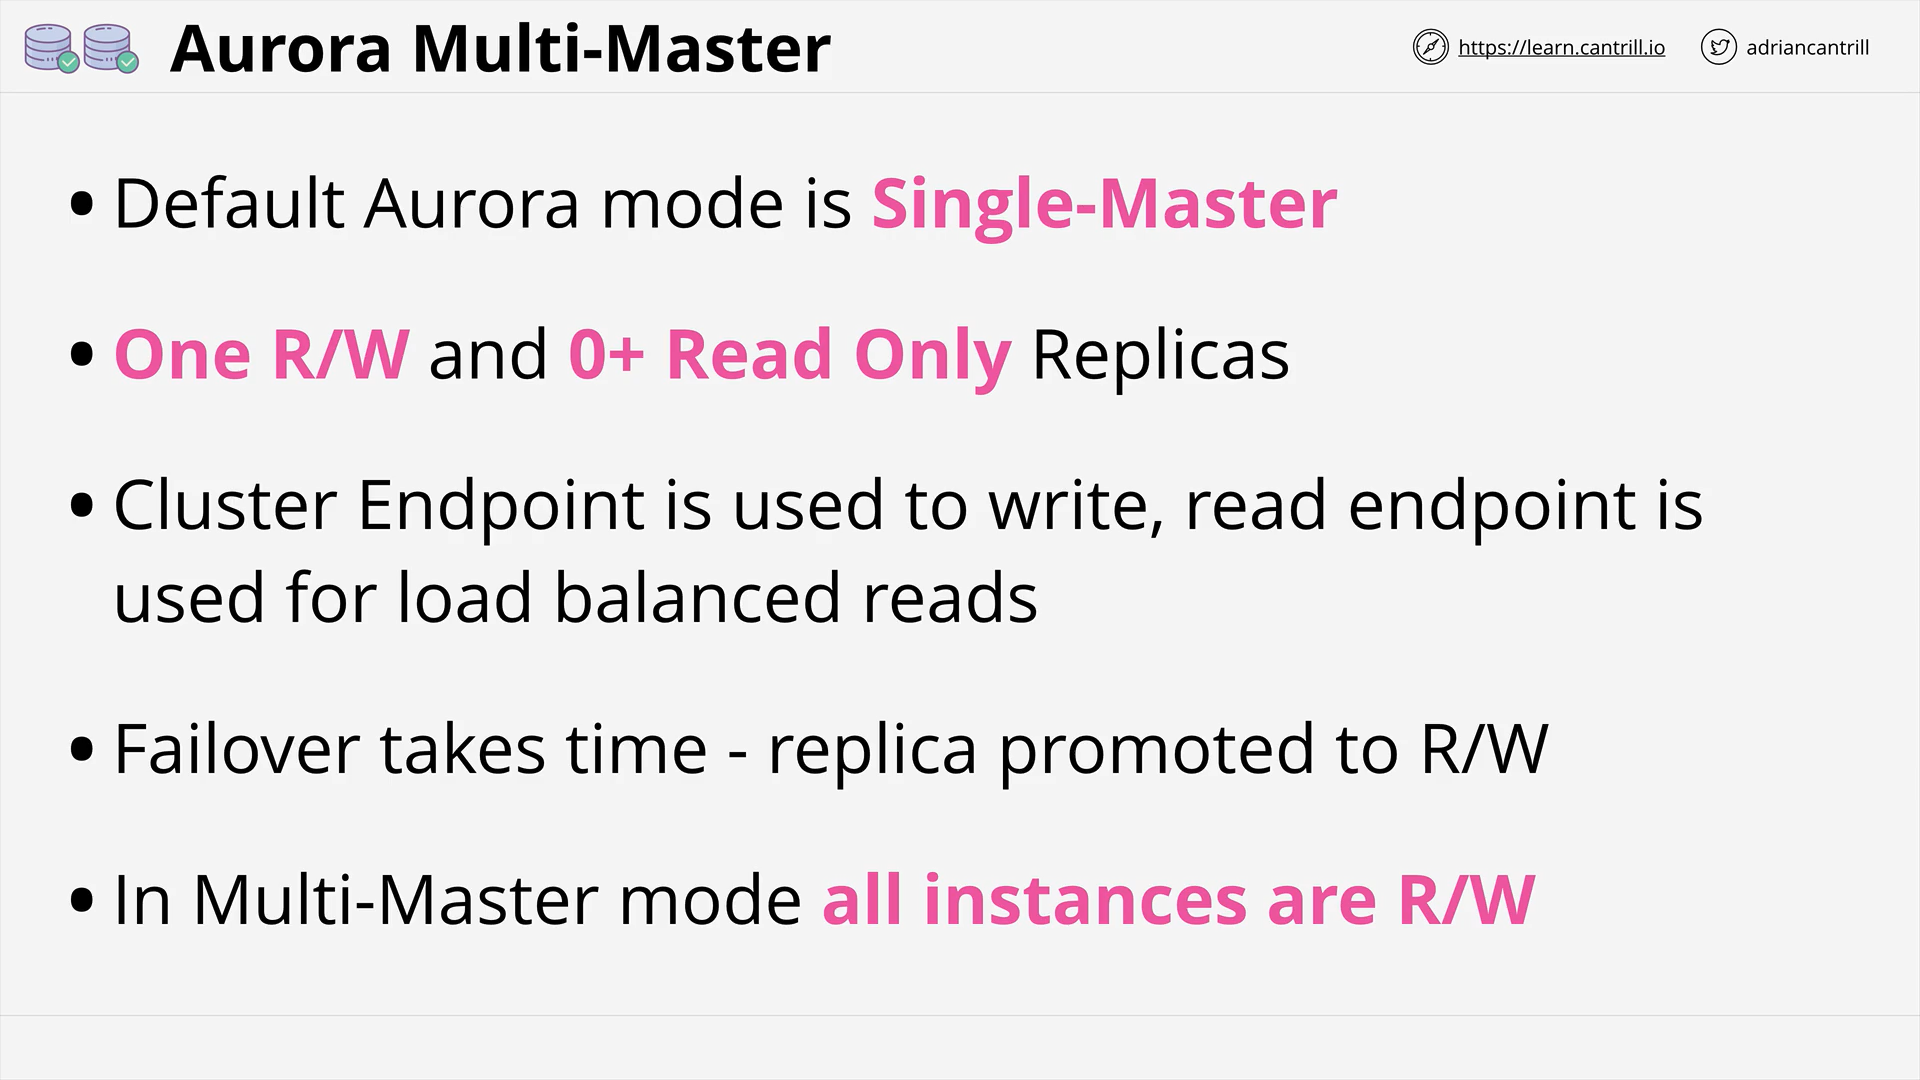 Aurora Multi-Master
https://learn.cantrill.io
adriancantrill
• Default Aurora mode is Single-Master
• One R/W and 0+ Read Only Replicas
• Cluster Endpoint is used to write, read endpoint is
used for load balanced reads
• Failover takes time - replica promoted to R/W
• In Multi-Master mode all instances are R/W